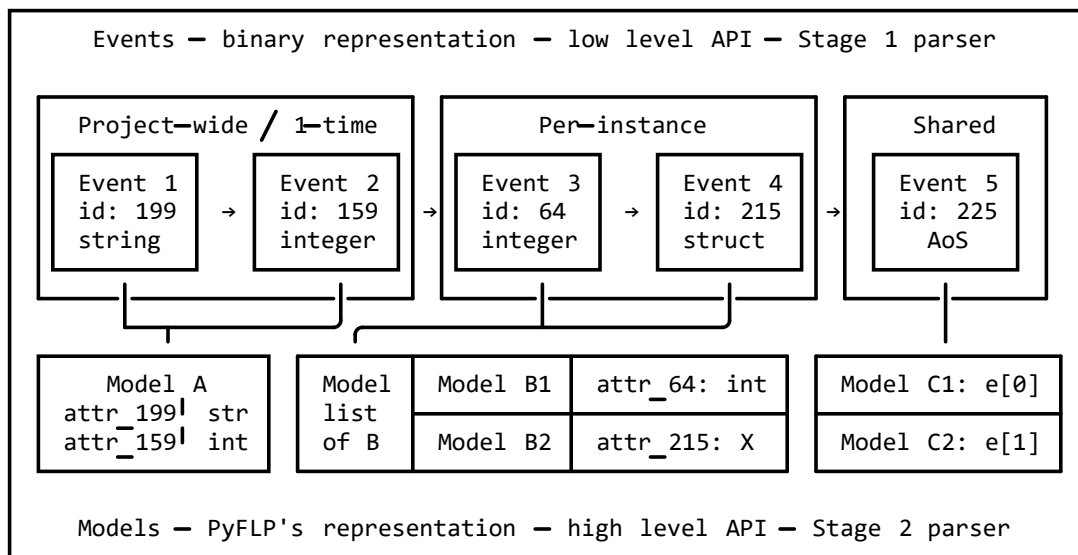 Events — binary representation — low level API — Stage 1 parser
Project-wide / 1-time
Per-instance
Shared
Event 1
id: 199
string
→
Event 2
id: 159
integer
→
Event 3
id: 64
integer
→
Event 4
id: 215
struct
→
Event 5
id: 225
AoS
Model A
attr_199╵ str
attr_159╵ int
Model
list
of B
Model B1
attr_64: int
Model B2
attr_215: X
Model C1: e[0]
Model C2: e[1]
Models — PyFLP's representation — high level API — Stage 2 parser